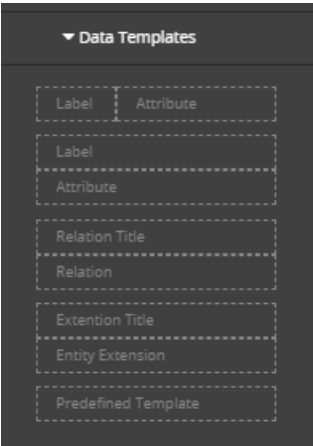 Data Templates
Label Attribute
Label
Attribute
Relation Title
Relation
Extention Title
Entity Extension
Predefined Template